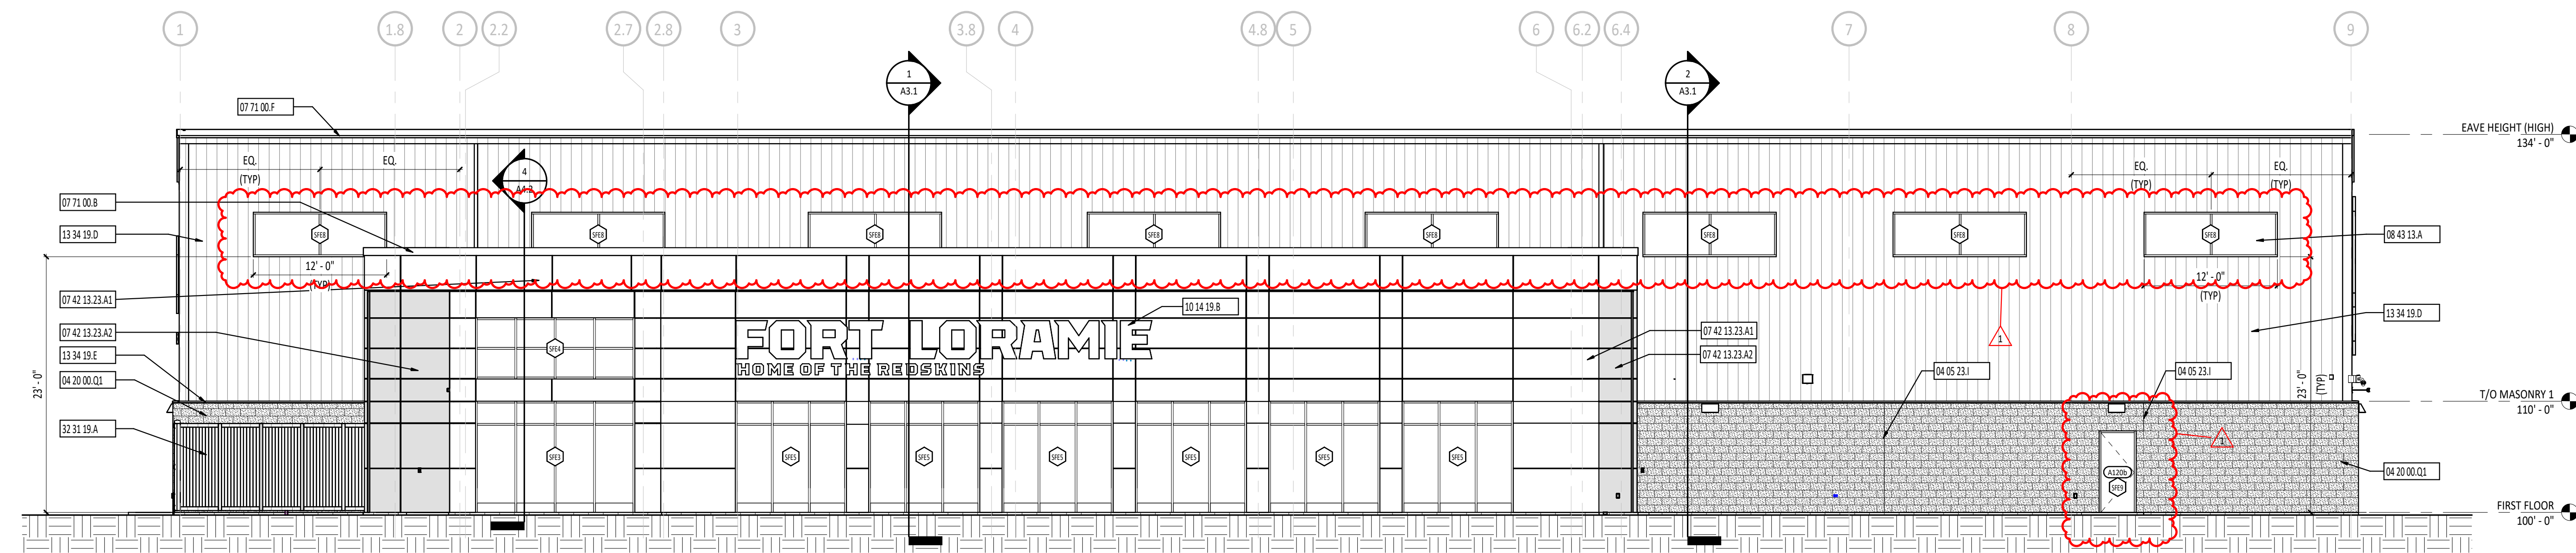 1
1.8
2
2.2
2.7
2.8
3
3.8
4
4.8
5
6
6.2
6.4
7
8
9
1
A3.1
2
A3.1
07 71 00.F
EAVE HEIGHT (HIGH)
134' - 0"
EQ.
(TYP)
EQ.
4
A4.2
EQ.
(TYP)
EQ.
(TYP)
07 71 00.B
13 34 19.D
SFE8
SFE8
SFE8
SFE8
SFE8
SFE8
SFE8
SFE8
08 43 13.A
12' - 0"
(TYP)
12' - 0"
(TYP)
07 42 13.23.A1
10 14 19.B
13 34 19.D
07 42 13.23.A2
FORT LORAMIE
HOME OF THE REDSKINS
SFE4
07 42 13.23.A1
07 42 13.23.A2
1
13 34 19.E
04 20 00.Q1
23' - 0"
04 05 23.I
04 05 23.I
23' - 0"
(TYP)
T/O MASONRY 1
110' - 0"
32 31 19.A
SFE3
SFE5
SFE5
SFE5
SFE5
SFE5
SFE5
1
A120b
SFE9
04 20 00.Q1
FIRST FLOOR
100' - 0"